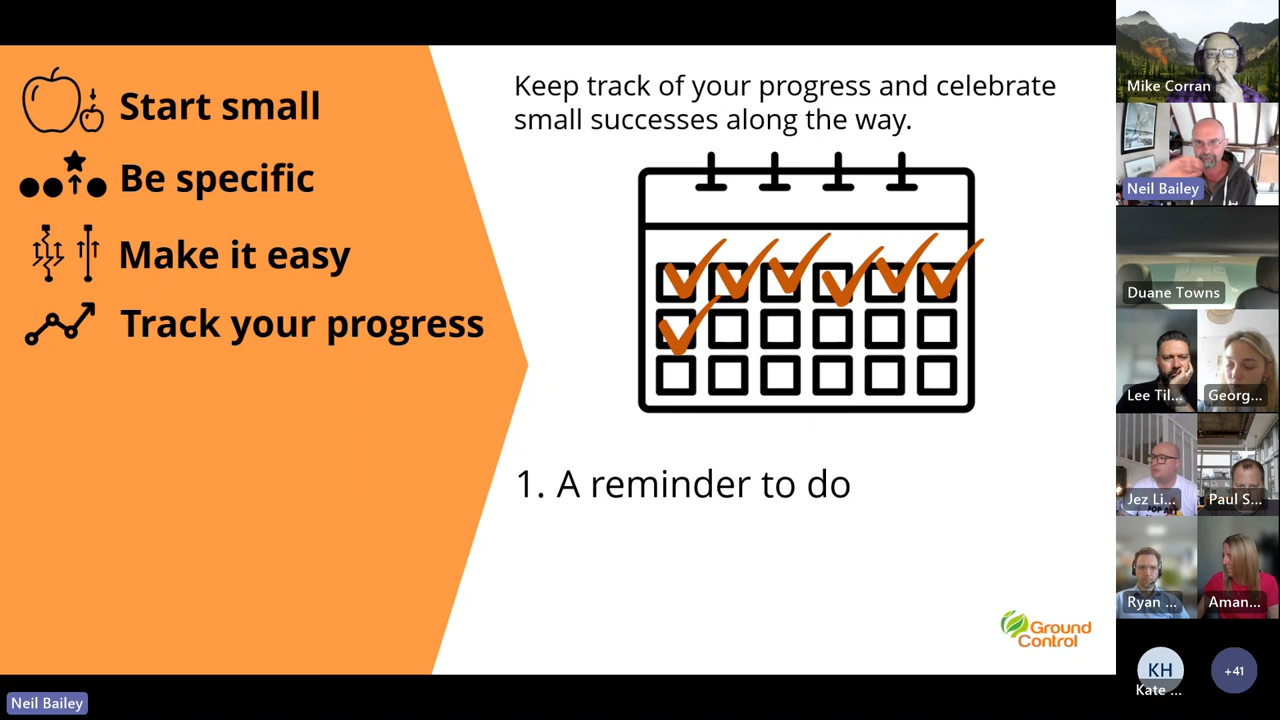 Start small
Be specific
Make it easy
Track your progress
Keep track of your progress and celebrate
small successes along the way.
1. A reminder to do
Ground
Control
Neil Bailey
Mike Corran
Neil Bailey
Duane Towns
Lee Til...
Georg...
Jez Li...
Paul S...
Ryan ...
Aman...
KH
Kate ...
+41